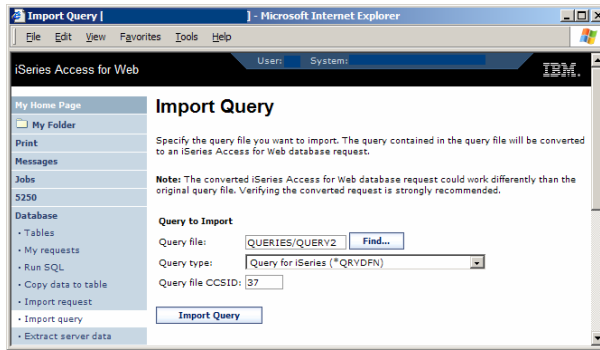 Import Query [ ] - Microsoft Internet Explorer
File Edit View Favorites Tools Help
iSeries Access for Web
User: System:
IBM.
My Home Page
My Folder
Print
Messages
Jobs
5250
Database
• Tables
• My requests
• Run SQL
• Copy data to table
• Import request
• Import query
• Extract server data
Import Query
Specify the query file you want to import. The query contained in the query file will be converted
to an iSeries Access for Web database request.
Note: The converted iSeries Access for Web database request could work differently than the
original query file. Verifying the converted request is strongly recommended.
Query to Import
Query file: QUERIES/QUERY2 Find...
Query type: Query for iSeries (*QRYDFN)
Query file CCSID: 37
Import Query